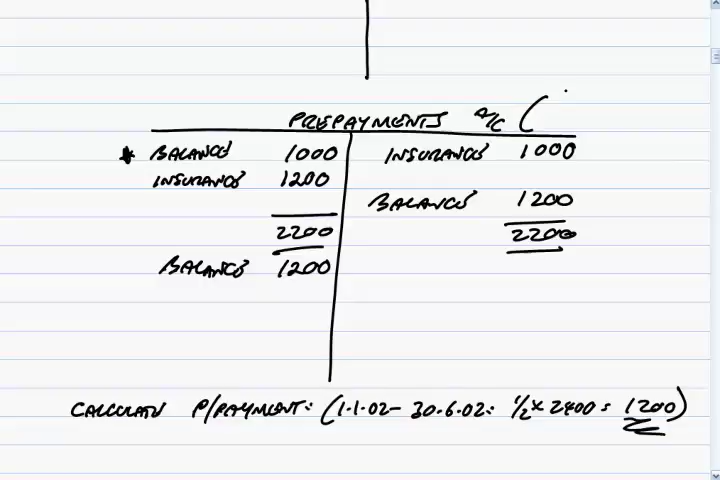 PREPAYMENTS A/C (
* BALANCE 1000 INSURANCE 1000
INSURANCE 1200
BALANCE 1200
2200 2200
BALANCE 1200
CALCULATE P/PAYMENT: (1.1.02- 30.6.02: 1/2 x 2400 = 1200)